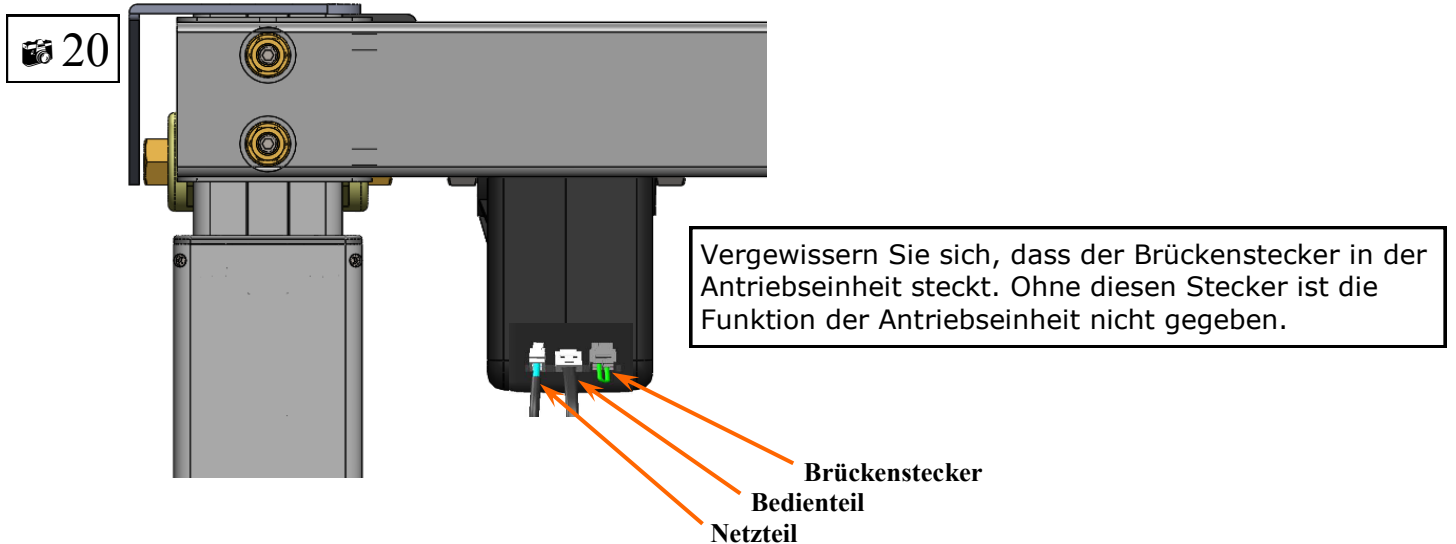 20
Vergewissern Sie sich, dass der Brückenstecker in der
Antriebseinheit steckt. Ohne diesen Stecker ist die
Funktion der Antriebseinheit nicht gegeben.
Brückenstecker
Bedienteil
Netzteil